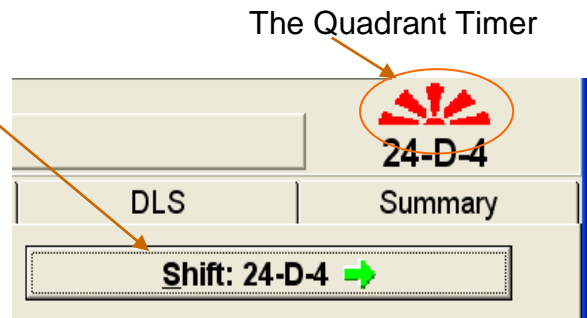 The Quadrant Timer
24-D-4
DLS
Summary
Shift: 24-D-4